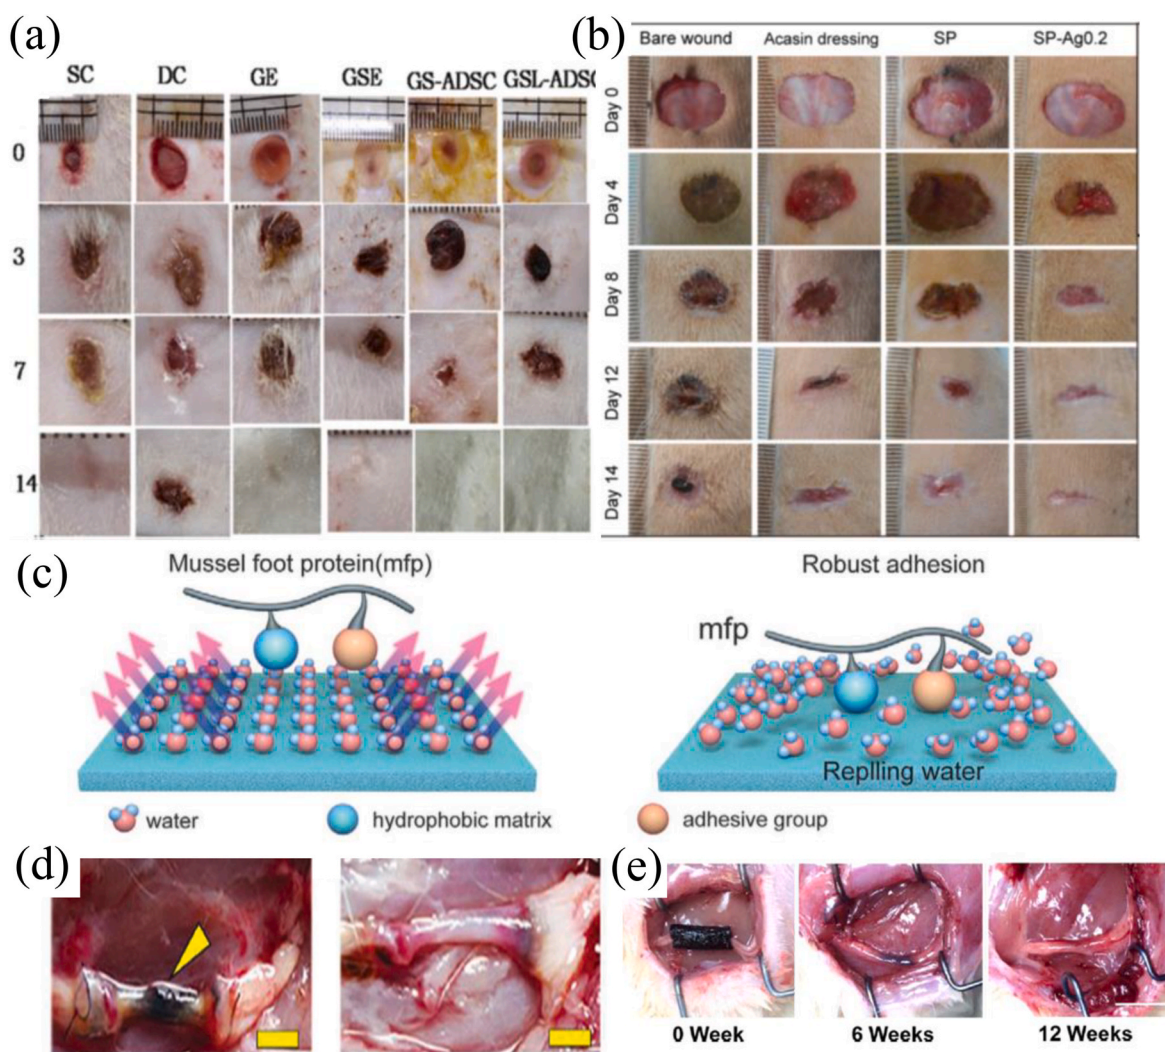 (a)
SC DC GE GSE GS-ADSC GSL-ADSC
0
3
7
14
(b)
Bare wound Acasin dressing SP SP-Ag0.2
Day 0
Day 4
Day 8
Day 12
Day 14
(c)
Mussel foot protein(mfp)
Robust adhesion
mfp
Replling water
water
hydrophobic matrix
adhesive group
(d)
(e)
0 Week 6 Weeks 12 Weeks